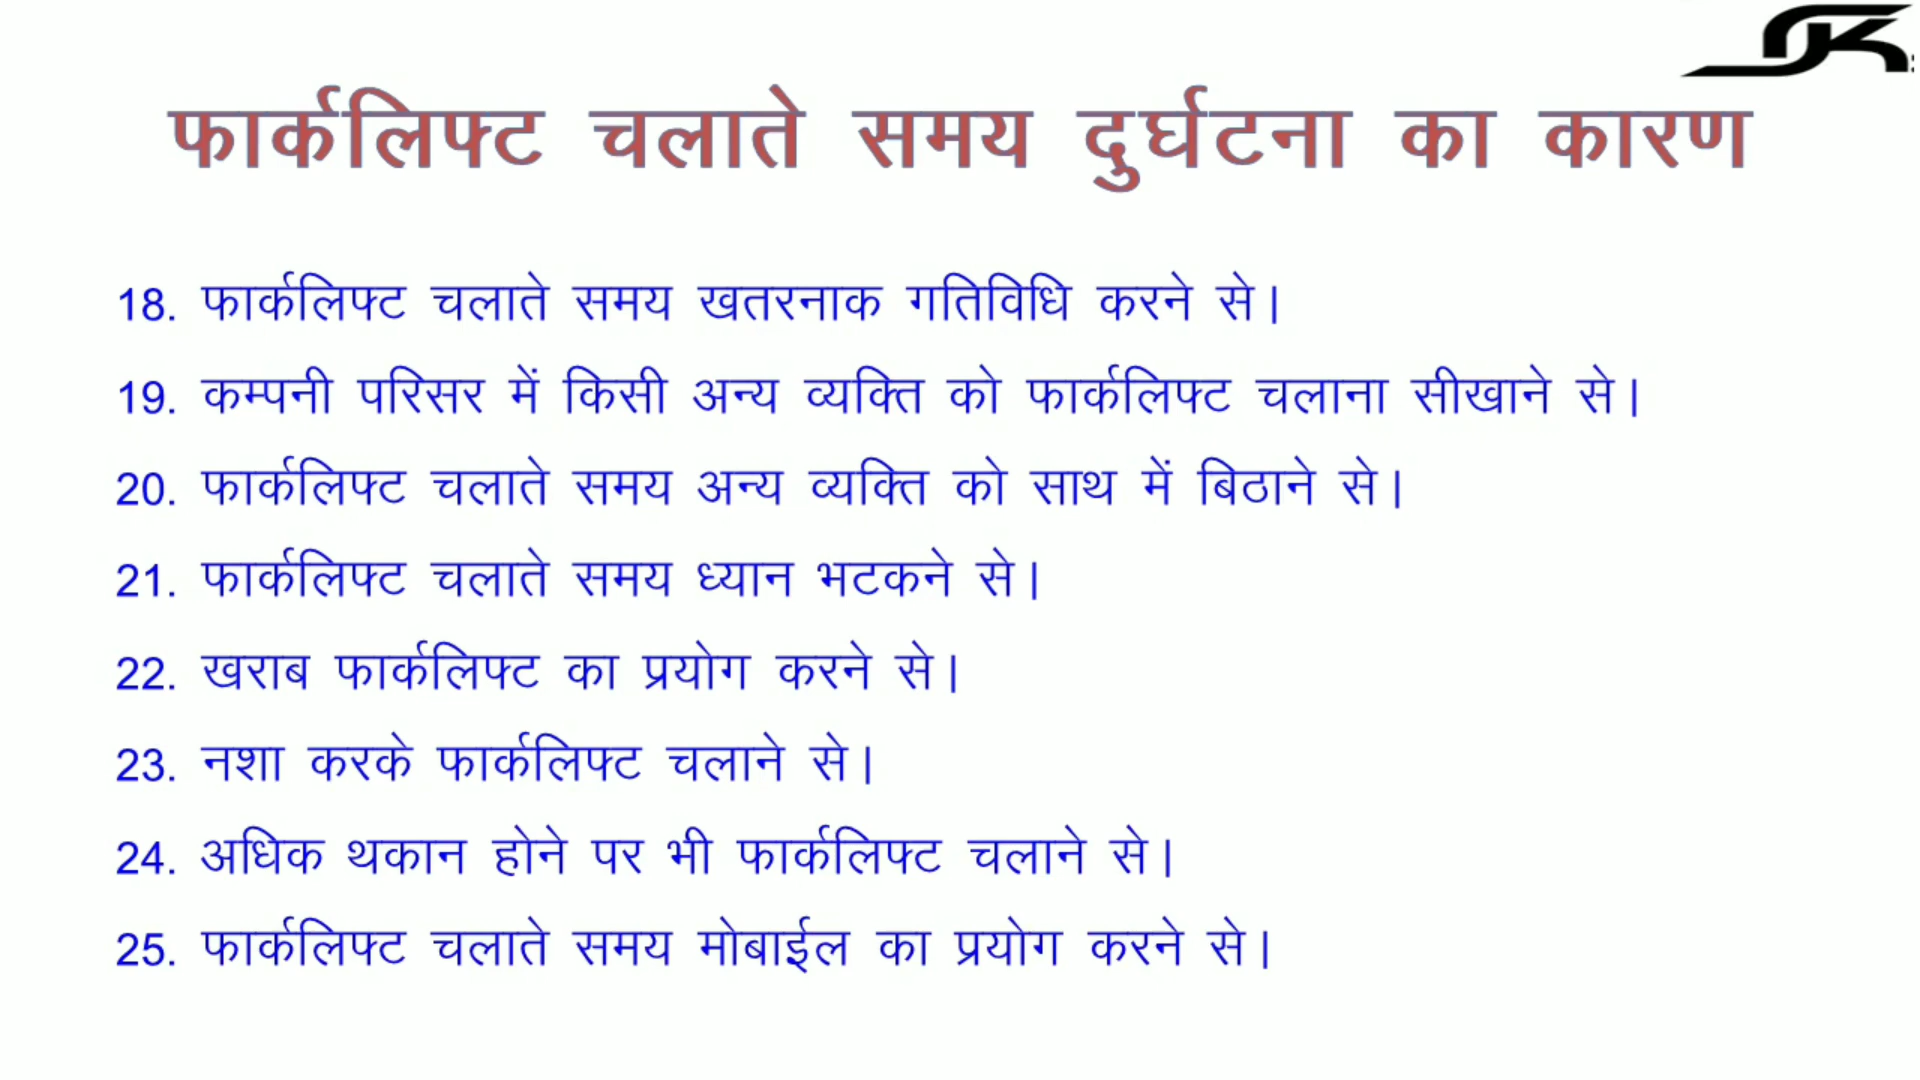 फार्कलिफ्ट चलाते समय दुर्घटना का कारण
18. फार्कलिफ्ट चलाते समय खतरनाक गतिविधि करने से।
19. कम्पनी परिसर में किसी अन्य व्यक्ति को फार्कलिफ्ट चलाना सीखाने से।
20. फार्कलिफ्ट चलाते समय अन्य व्यक्ति को साथ में बिठाने से।
21. फार्कलिफ्ट चलाते समय ध्यान भटकने से।
22. खराब फार्कलिफ्ट का प्रयोग करने से।
23. नशा करके फार्कलिफ्ट चलाने से।
24. अधिक थकान होने पर भी फार्कलिफ्ट चलाने से।
25. फार्कलिफ्ट चलाते समय मोबाईल का प्रयोग करने से।